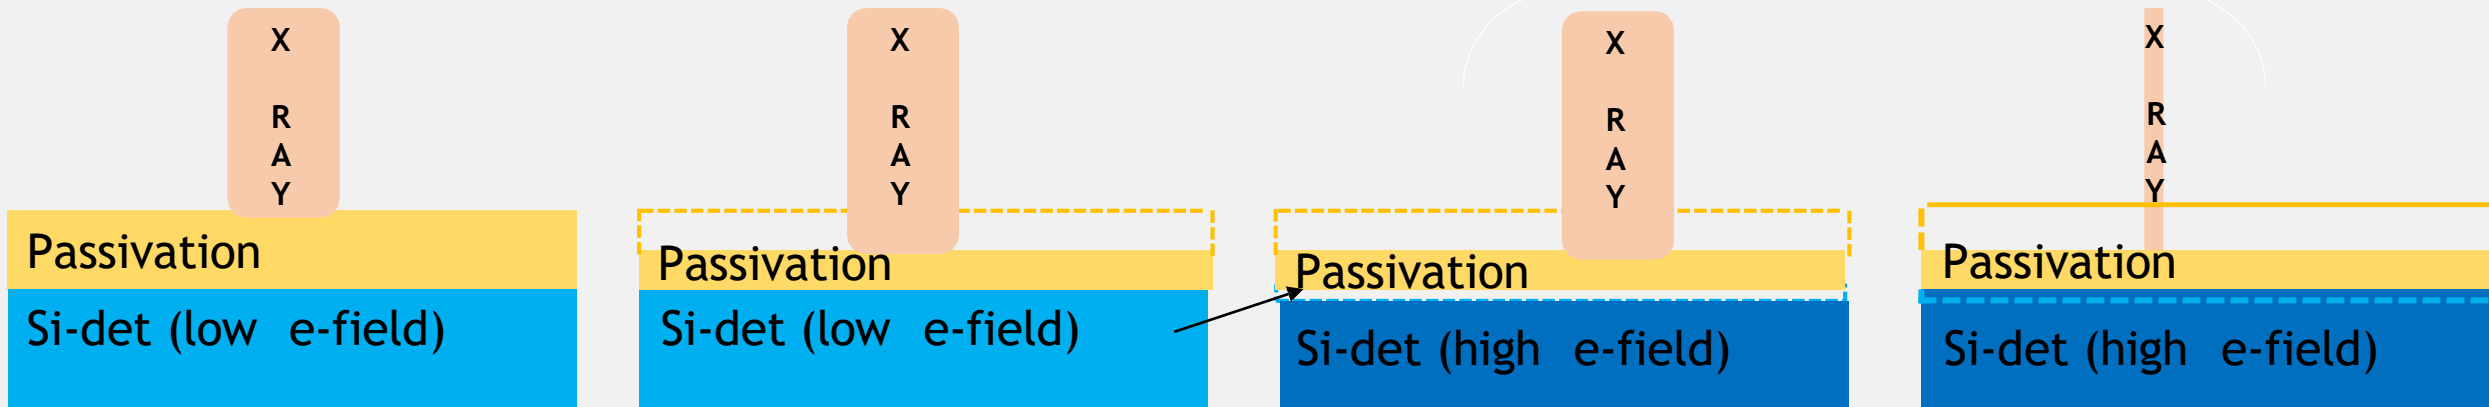 X
R
A
Y
Passivation
Si-det (low e-field)
X
R
A
Y
Passivation
Si-det (low e-field)
X
R
A
Y
Passivation
Si-det (high e-field)
X
R
A
Y
Passivation
Si-det (high e-field)